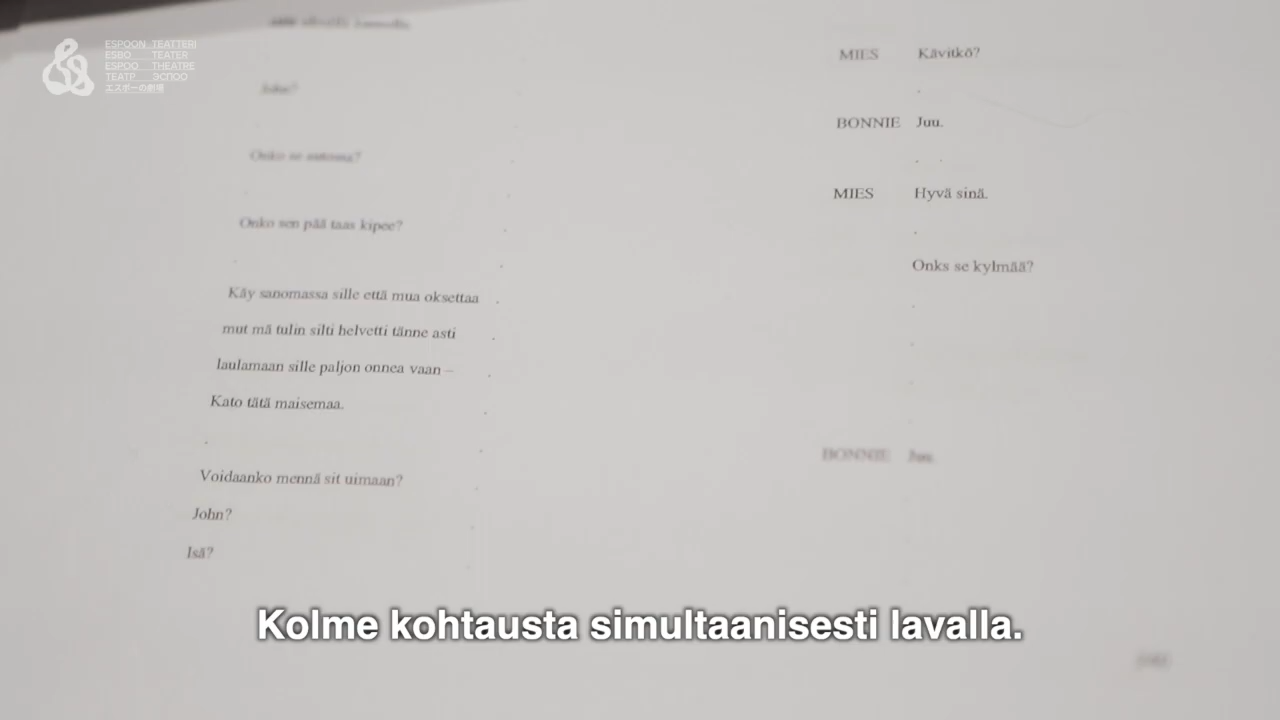 ESPOON TEATTERI
ESBO TEATER
ESPOO THEATRE
ТЕАТР ЭСПОО
エスポーの劇場
John?
Onko se autossa?
Onko sen pää taas kipee?
Käy sanomassa sille että mua oksettaa
mut mä tulin silti helvetti tänne asti
laulamaan sille paljon onnea vaan –
Kato tätä maisemaa.
.
Voidaanko mennä sit uimaan?
John?
Isä?
MIES Kävitkö?
.
BONNIE Juu.
. .
MIES Hyvä sinä.
.
Onks se kylmää?
BONNIE Juu.
Kolme kohtausta simultaanisesti lavalla.